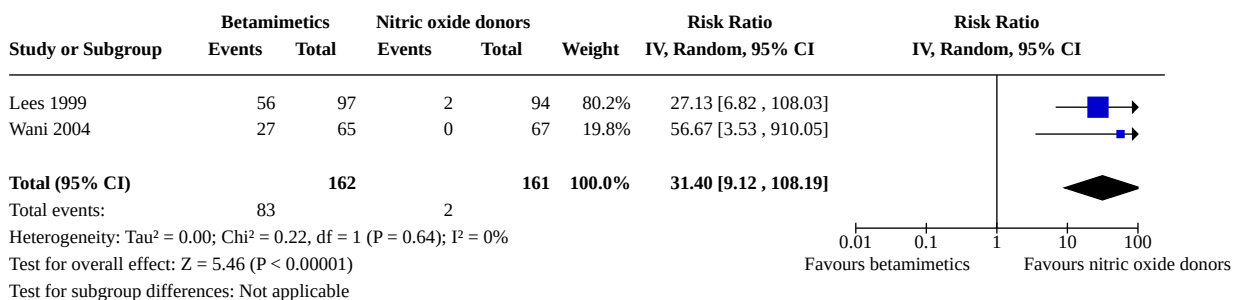 Betamimetics Nitric oxide donors Risk Ratio Risk Ratio
Study or Subgroup Events Total Events Total Weight IV, Random, 95% CI IV, Random, 95% CI
Lees 1999 56 97 2 94 80.2% 27.13 [6.82 , 108.03]
Wani 2004 27 65 0 67 19.8% 56.67 [3.53 , 910.05]
Total (95% CI) 162 161 100.0% 31.40 [9.12 , 108.19]
Total events: 83 2
Heterogeneity: Tau² = 0.00; Chi² = 0.22, df = 1 (P = 0.64); I² = 0%
0.01 0.1 1 10 100
Test for overall effect: Z = 5.46 (P < 0.00001)
Favours betamimetics Favours nitric oxide donors
Test for subgroup differences: Not applicable